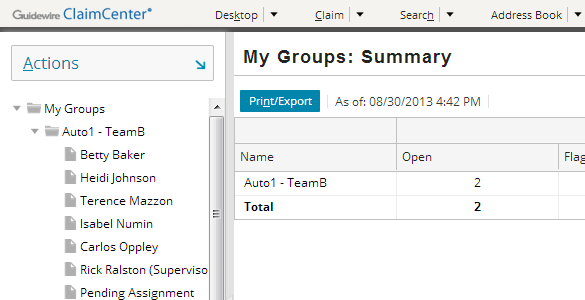 Guidewire ClaimCenter®
Desktop Claim Search Address Book
Actions
My Groups
Auto1 - TeamB
Betty Baker
Heidi Johnson
Terence Mazzon
Isabel Numin
Carlos Oppley
Rick Ralston (Superviso
Pending Assignment
My Groups: Summary
Print/Export As of: 08/30/2013 4:42 PM
Name Open Flag
Auto1 - TeamB 2
Total 2